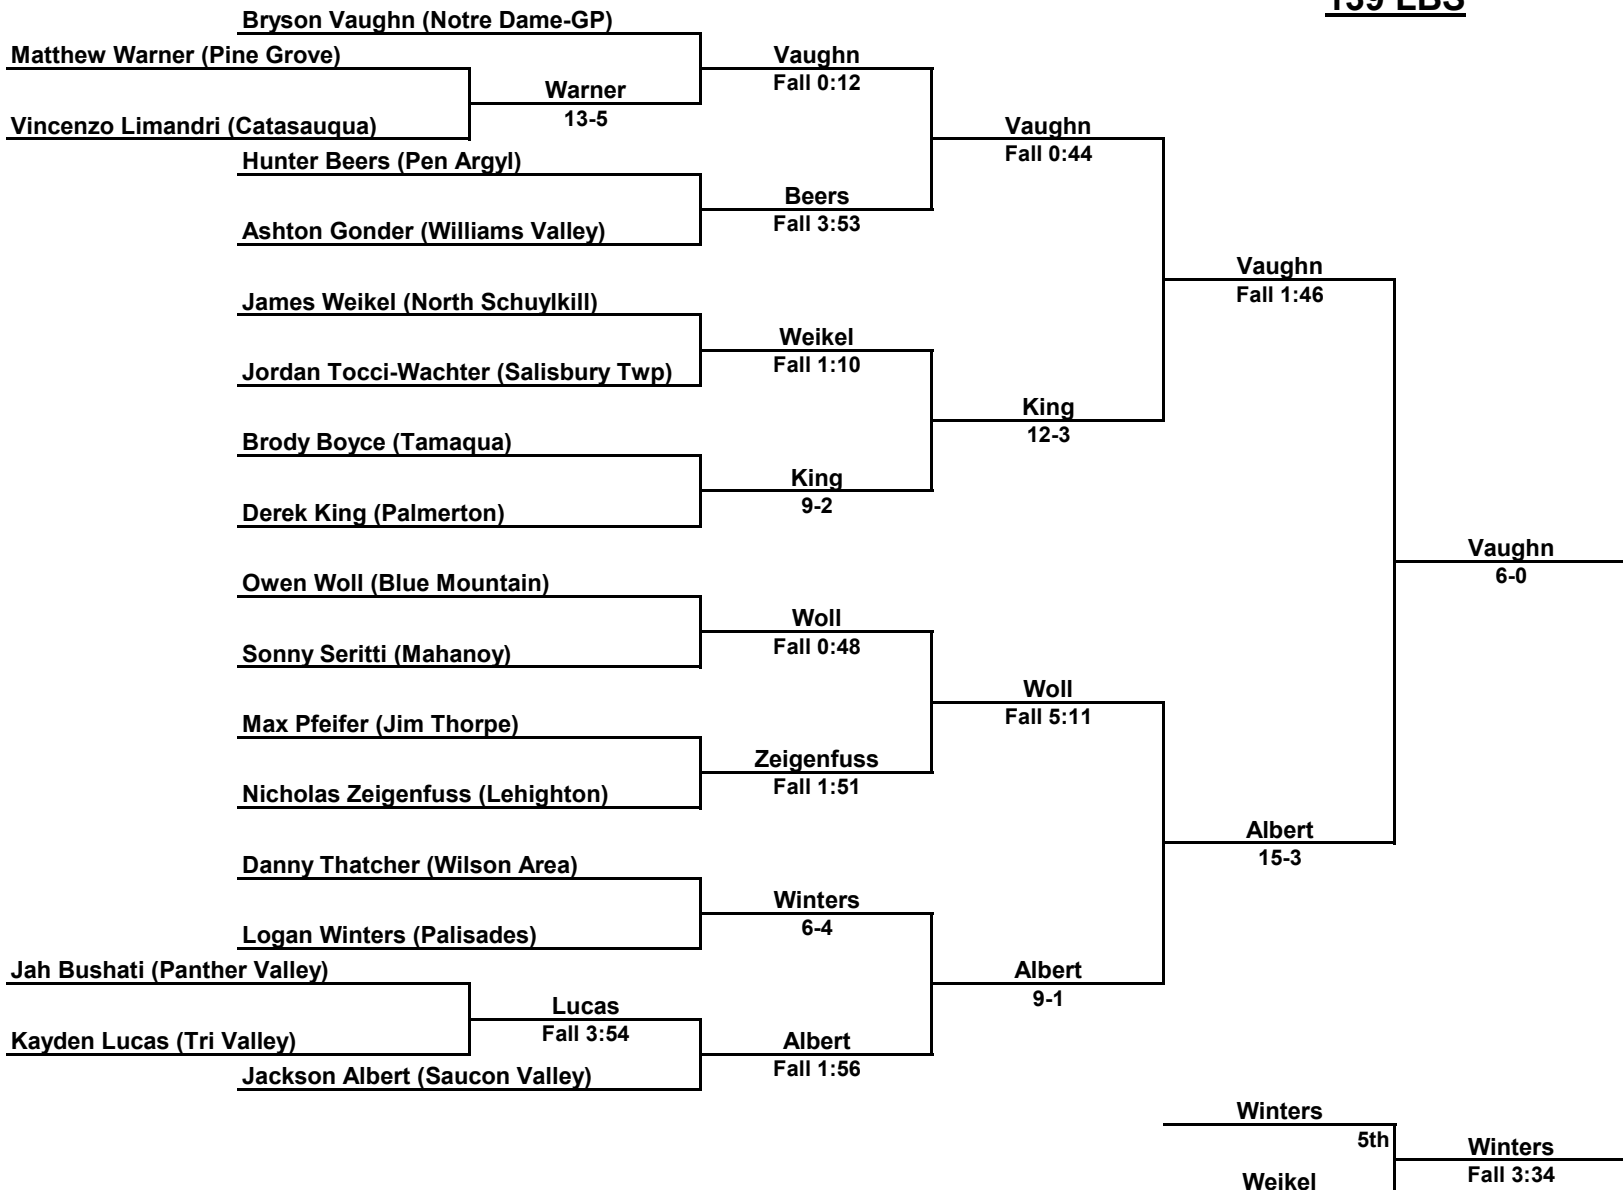 139 LBS
Bryson Vaughn (Notre Dame-GP)
Matthew Warner (Pine Grove)
Vaughn
Fall 0:12
Warner
13-5
Vincenzo Limandri (Catasauqua)
Vaughn
Fall 0:44
Hunter Beers (Pen Argyl)
Beers
Fall 3:53
Ashton Gonder (Williams Valley)
Vaughn
Fall 1:46
James Weikel (North Schuylkill)
Weikel
Fall 1:10
Jordan Tocci-Wachter (Salisbury Twp)
King
12-3
Brody Boyce (Tamaqua)
King
9-2
Derek King (Palmerton)
Vaughn
6-0
Owen Woll (Blue Mountain)
Woll
Fall 0:48
Sonny Seritti (Mahanoy)
Woll
Fall 5:11
Max Pfeifer (Jim Thorpe)
Zeigenfuss
Fall 1:51
Nicholas Zeigenfuss (Lehighton)
Albert
15-3
Danny Thatcher (Wilson Area)
Winters
6-4
Logan Winters (Palisades)
Jah Bushati (Panther Valley)
Albert
9-1
Lucas
Fall 3:54
Kayden Lucas (Tri Valley)
Albert
Fall 1:56
Jackson Albert (Saucon Valley)
Winters
5th
Winters
Fall 3:34
Weikel